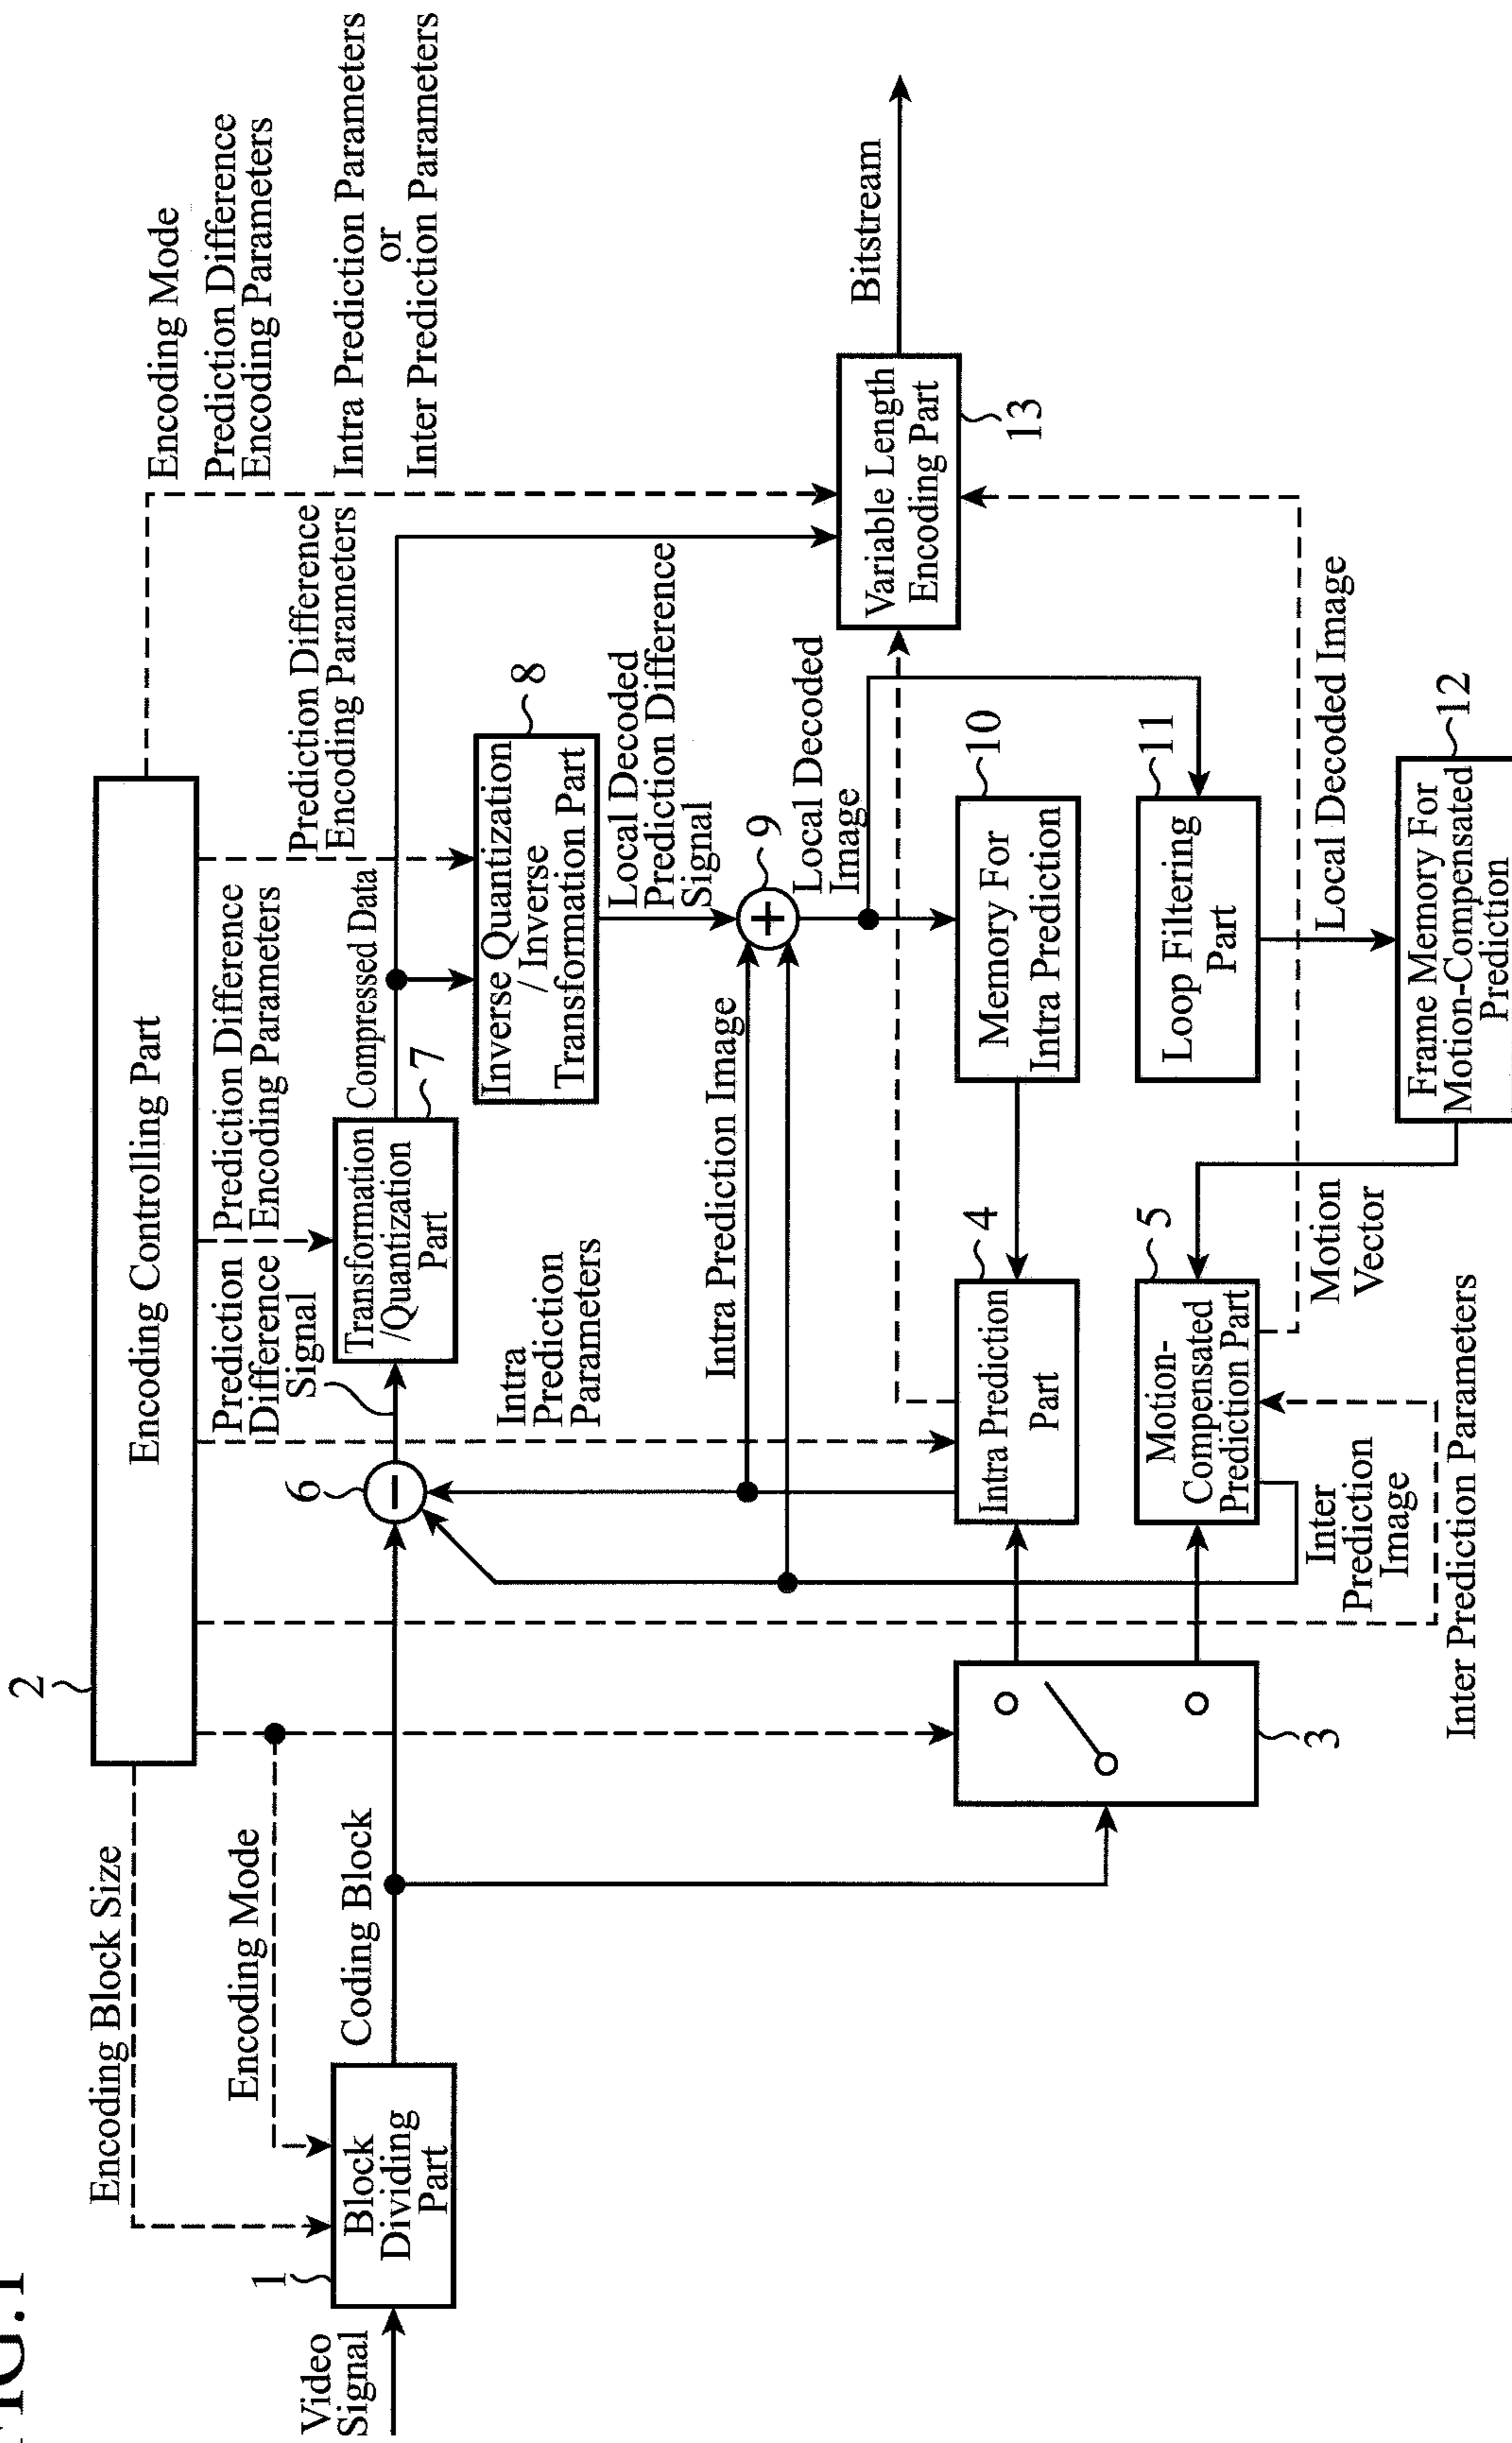 FIG.1
2
Encoding Controlling Part
Encoding Block Size
Encoding Mode
Video
Signal
1
Block
Dividing
Part
Coding Block
6
Prediction
Difference
Signal
Prediction Difference
Encoding Parameters
Transformation
/Quantization
Part
7
Compressed Data
Prediction Difference
Encoding Parameters
Encoding Mode
Prediction Difference
Encoding Parameters
Intra Prediction Parameters
or
Inter Prediction Parameters
Inverse Quantization
/Inverse
Transformation Part
8
Local Decoded
Prediction Difference
Signal
Intra
Prediction
Parameters
Intra Prediction Image
+
9
Local Decoded
Image
Variable Length
Encoding Part
13
Bitstream
3
Intra Prediction
Part
4
Memory For
Intra Prediction
10
Motion-
Compensated
Prediction Part
5
Loop Filtering
Part
11
Inter
Prediction
Image
Motion
Vector
Local Decoded Image
Inter Prediction Parameters
Frame Memory For
Motion-Compensated
Prediction
12